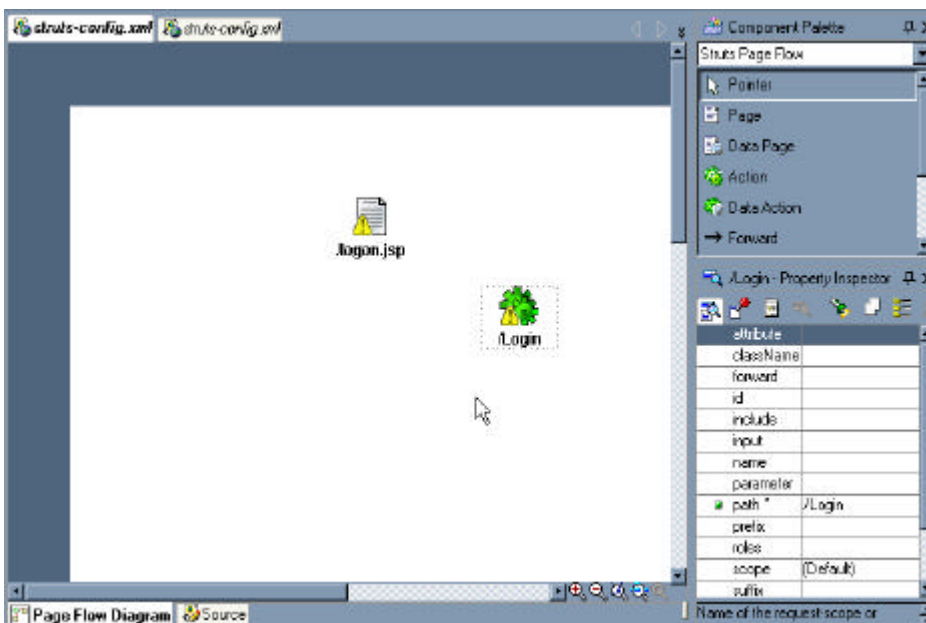 struts-config.xml struts-config.xml
Component Palette
Struts Page Flow
Pointer
Page
Data Page
Action
Data Action
Forward
/logon.jsp
/Login
/Login - Property Inspector
attribute
className
forward
id
include
input
name
parameter
path * /Login
prefix
roles
scope (Default)
suffix
Page Flow Diagram Source
Name of the request-scope or